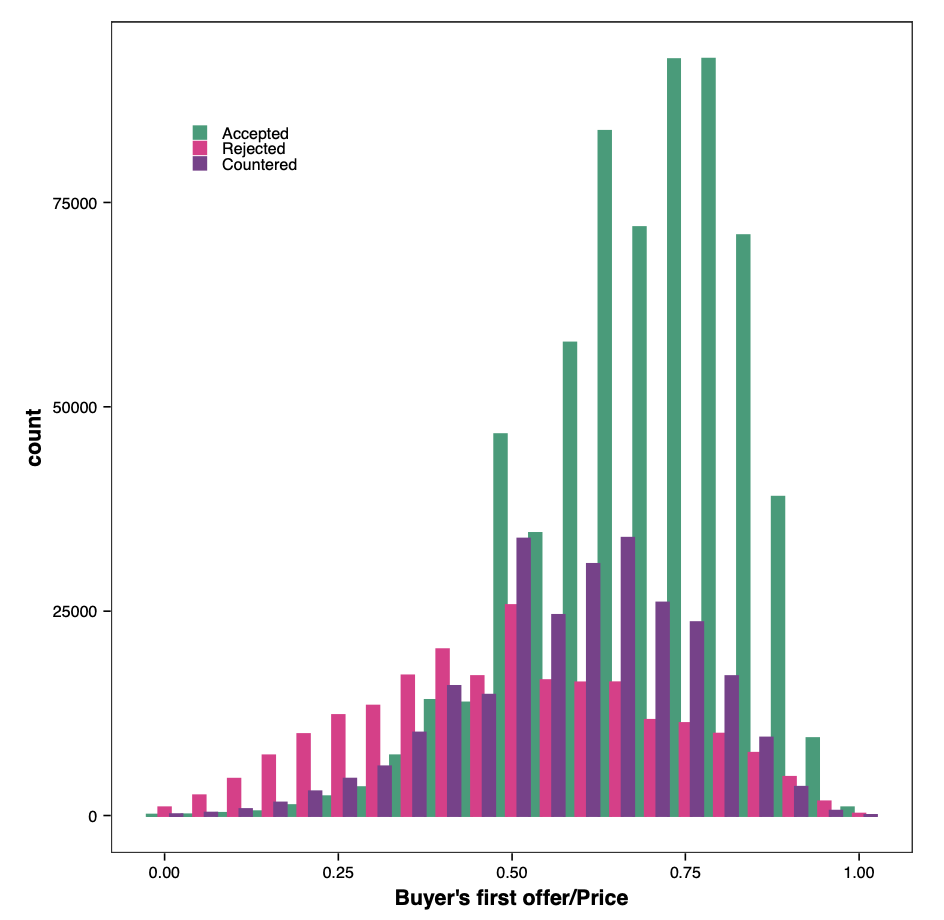 Accepted
Rejected
Countered
75000
50000
25000
0
count
0.00 0.25 0.50 0.75 1.00
Buyer's first offer/Price